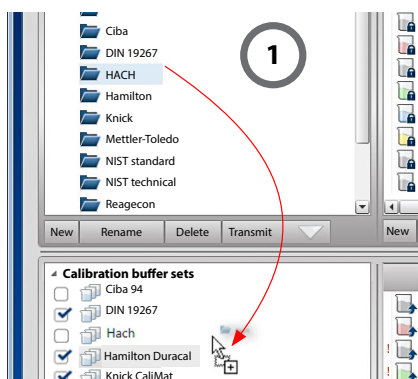 Ciba
DIN 19267
1
HACH
Hamilton
Knick
Mettler-Toledo
NIST standard
NIST technical
Reagecon
New Rename Delete Transmit New
Calibration buffer sets
Ciba 94
DIN 19267
Hach
Hamilton Duracal
Knick CaliMat